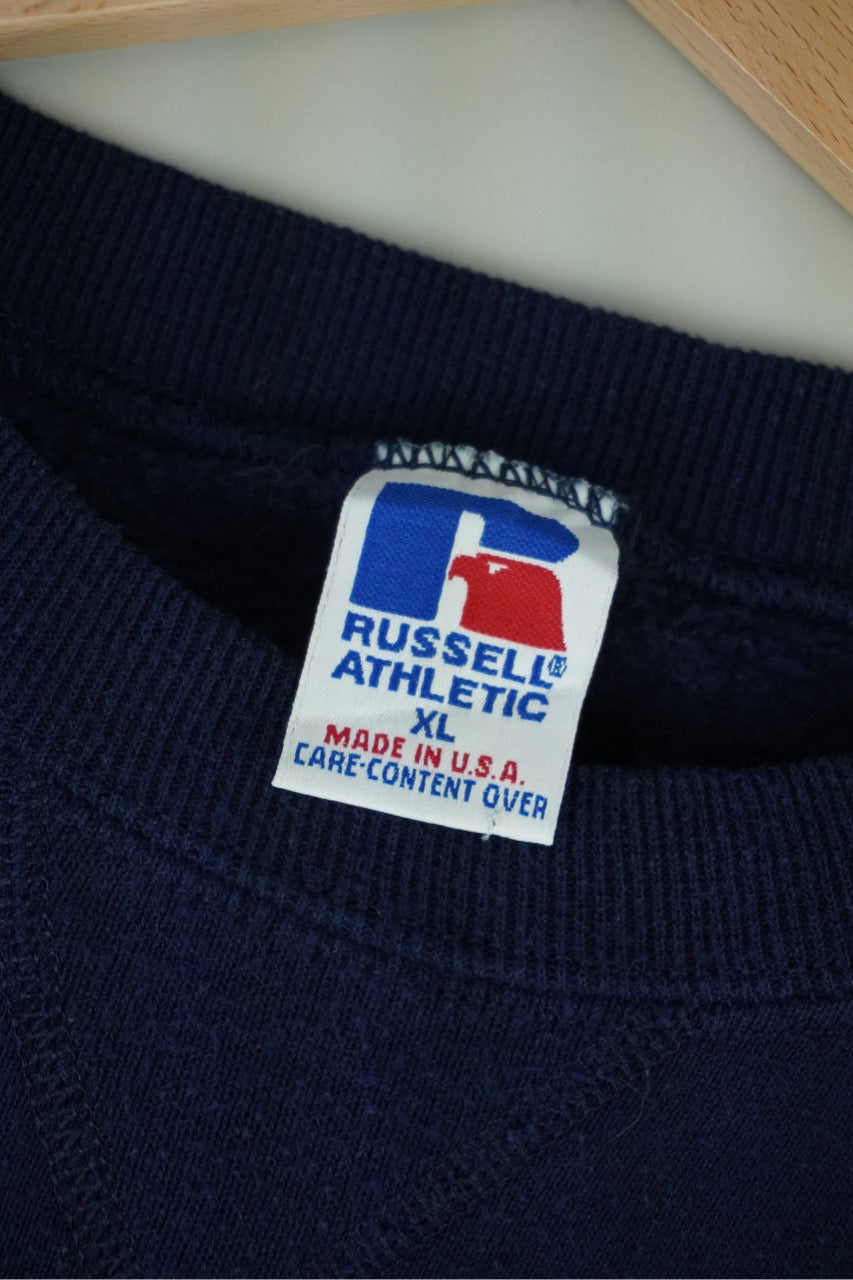 RUSSELL®
ATHLETIC
XL
MADE IN U.S.A.
CARE-CONTENT OVER